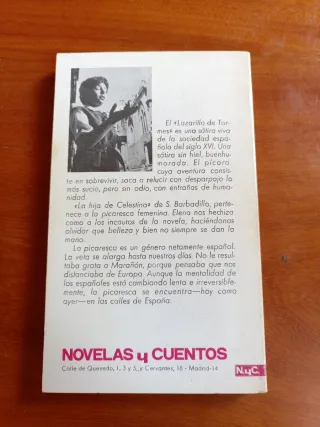 El «Lazarillo de Tor-
mes» es una sátira viva
de la sociedad espa-
ñola del siglo XVI. Una
sátira sin hiel, buenhu-
morada. El pícaro,
cuya aventura consis-
te en sobrevivir, saca a relucir con desparpajo lo
más sucio, pero sin odio, con entrañas de huma-
nidad.
«La hija de Celestina» de S. Barbadillo, perte-
nece a la picaresca femenina. Elena nos hechiza
como a los incautos de la novela, haciéndonos
olvidar que belleza y bien no siempre se dan la
mano.
La picaresca es un género netamente español.
La veta se alarga hasta nuestros días. No le resul-
taba grata a Marañón, porque pensaba que nos
distanciaba de Europa. Aunque la mentalidad de
los españoles está cambiando lenta e irreversible-
mente, la picaresca se encuentra—hoy como
ayer—en las calles de España.
NOVELAS y CUENTOS
Calle de Quevedo, 1, 3 y 5, y Cervantes, 18 - Madrid-14
N.yC.